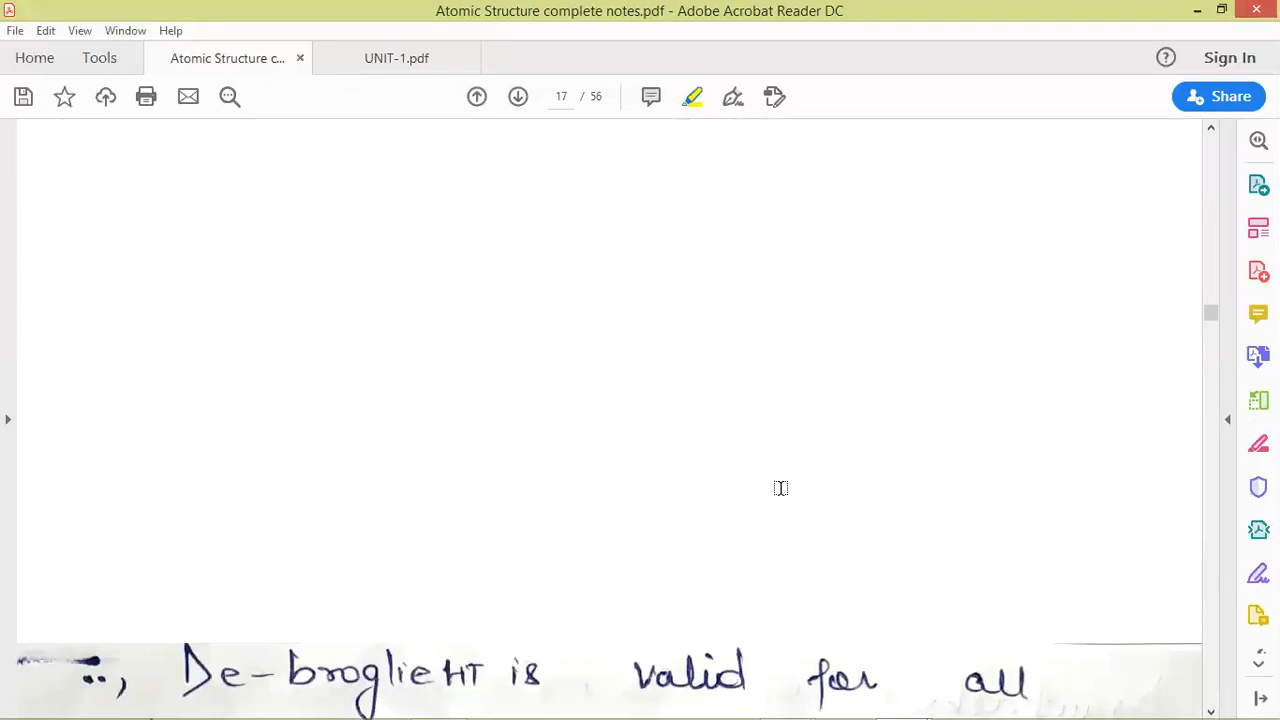 Atomic Structure complete notes.pdf - Adobe Acrobat Reader DC
File Edit View Window Help
Home Tools Atomic Structure c... UNIT-1.pdf Sign In
17 / 56 Share
De-broglie is valid for all